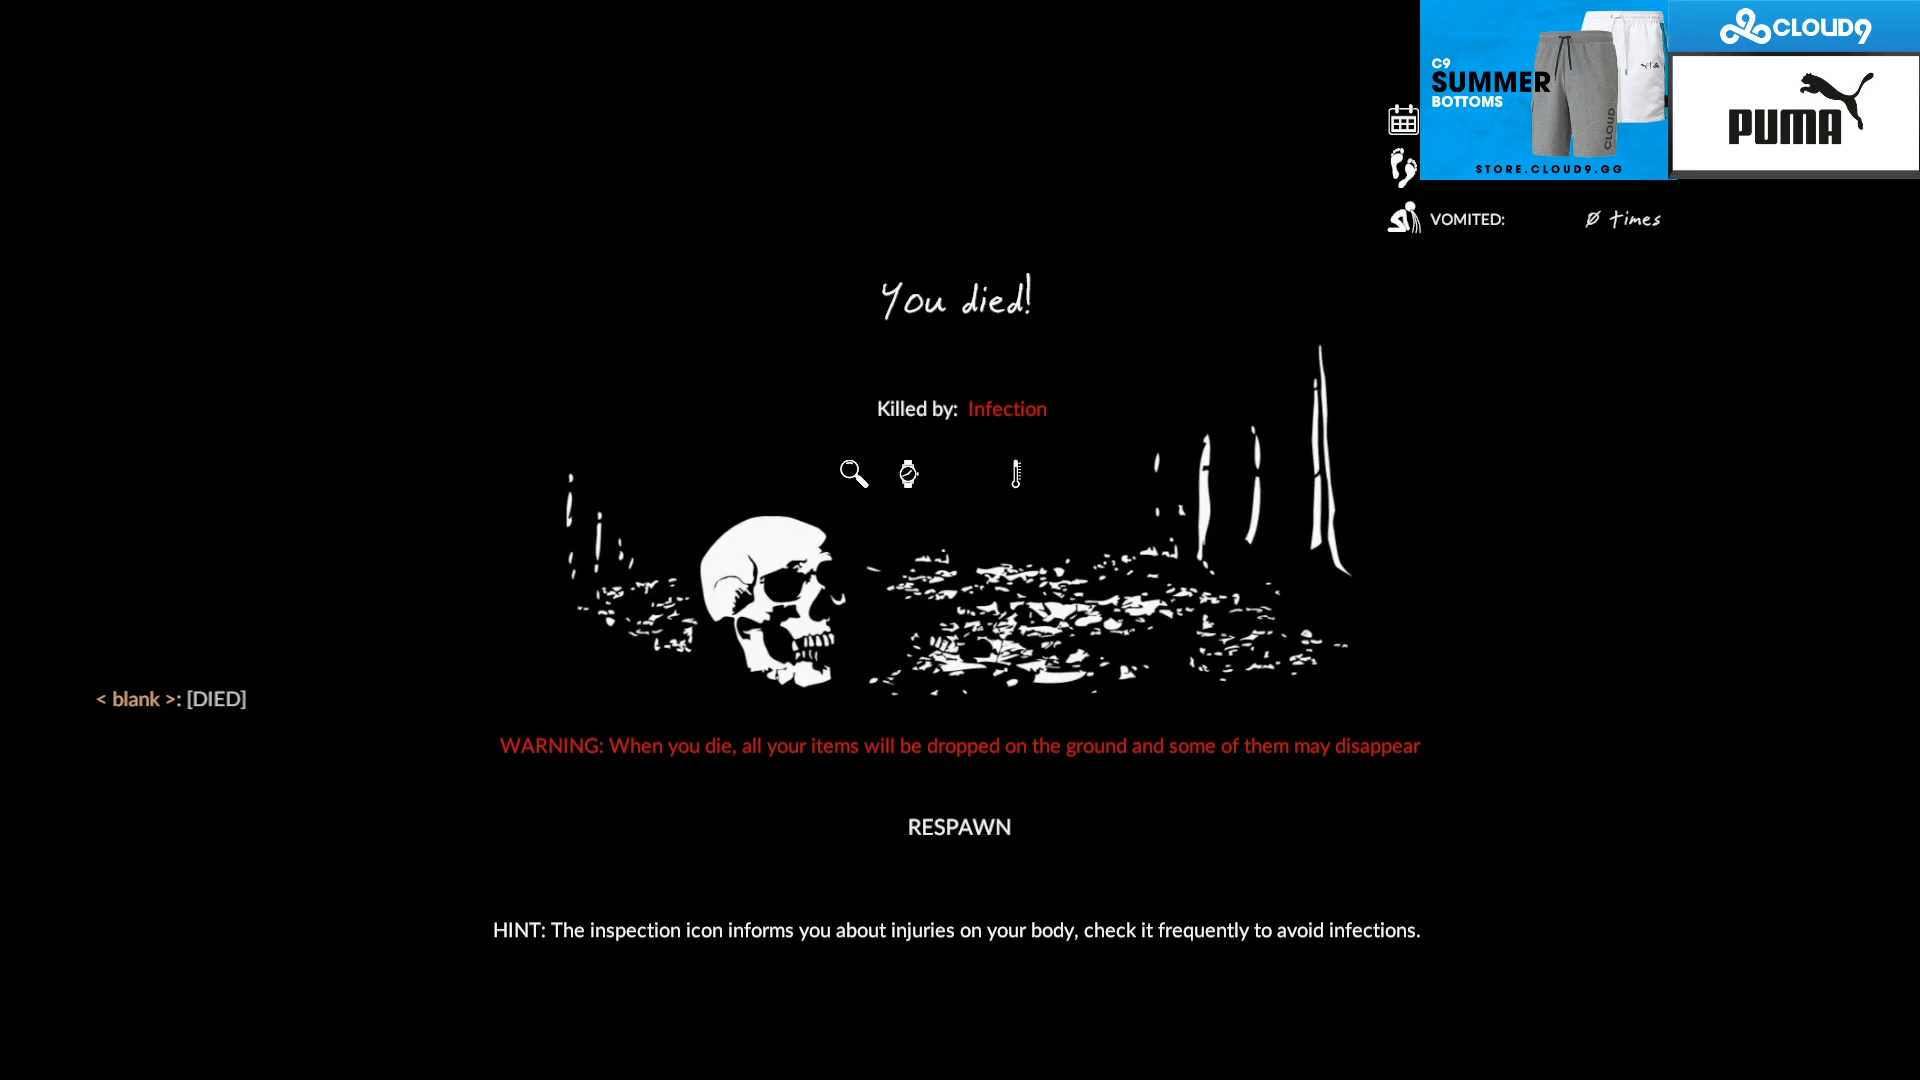 CLOUD9
C9
SUMMER
BOTTOMS
CLOUD
PUMA
STORE.CLOUD9.GG
VOMITED: 0 times
You died!
Killed by: Infection
< blank >: [DIED]
WARNING: When you die, all your items will be dropped on the ground and some of them may disappear
RESPAWN
HINT: The inspection icon informs you about injuries on your body, check it frequently to avoid infections.